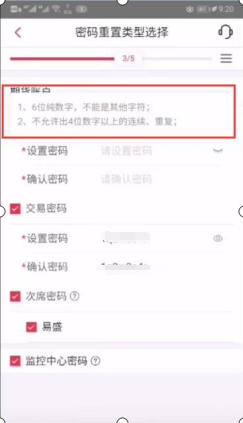 9:20
密码重置类型选择
3/5
1、6位纯数字，不能是其他字符；
2、不允许出4位数字以上的连续、重复；
*设置密码 请设置密码
*确认密码 请确认密码
交易密码
*设置密码
*确认密码
次席密码?
易盛
监控中心密码?